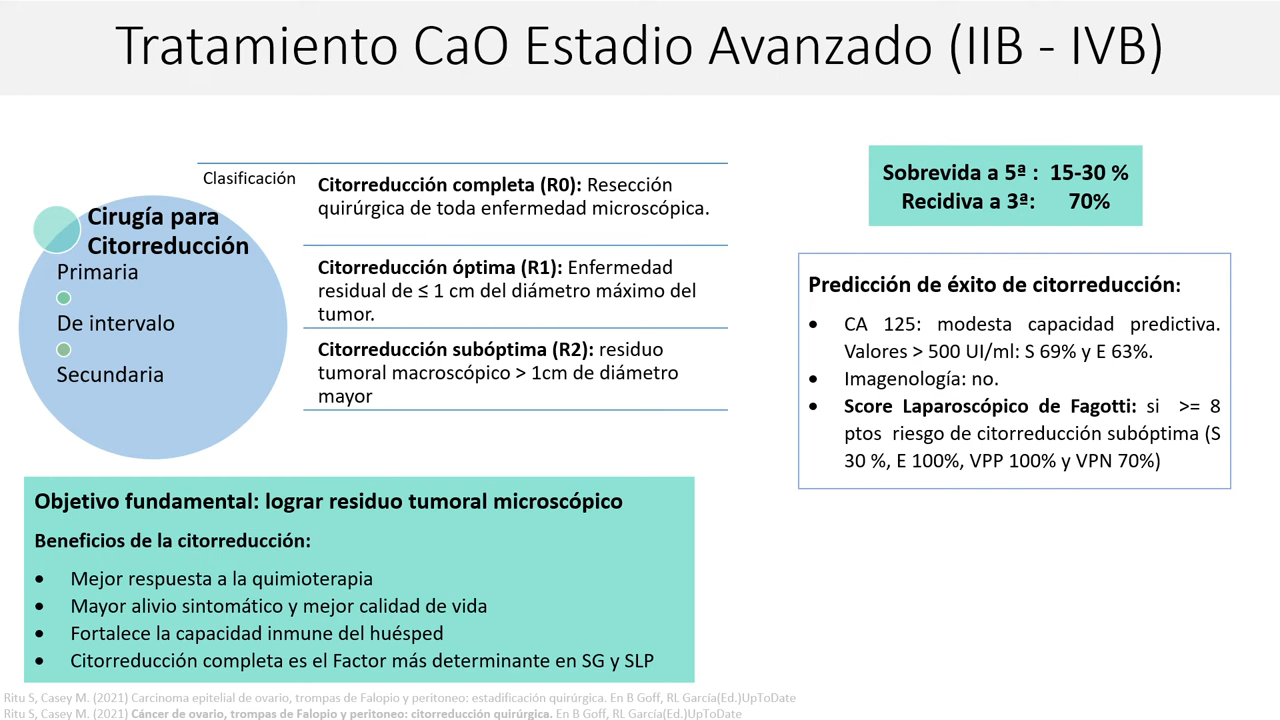 Tratamiento CaO Estadio Avanzado (IIB - IVB)
Cirugía para
Citorreducción
Primaria
De intervalo
Secundaria
Clasificación
Citorreducción completa (R0): Resección
quirúrgica de toda enfermedad microscópica.
Citorreducción óptima (R1): Enfermedad
residual de ≤ 1 cm del diámetro máximo del
tumor.
Citorreducción subóptima (R2): residuo
tumoral macroscópico > 1cm de diámetro
mayor
Sobrevida a 5ª : 15-30 %
Recidiva a 3ª: 70%
Predicción de éxito de citorreducción:
• CA 125: modesta capacidad predictiva.
Valores > 500 UI/ml: S 69% y E 63%.
• Imagenología: no.
• Score Laparoscópico de Fagotti: si >= 8
ptos riesgo de citorreducción subóptima (S
30 %, E 100%, VPP 100% y VPN 70%)
Objetivo fundamental: lograr residuo tumoral microscópico
Beneficios de la citorreducción:
• Mejor respuesta a la quimioterapia
• Mayor alivio sintomático y mejor calidad de vida
• Fortalece la capacidad inmune del huésped
• Citorreducción completa es el Factor más determinante en SG y SLP
Ritu S, Casey M. (2021) Carcinoma epitelial de ovario, trompas de Falopio y peritoneo: estadificación quirúrgica. En B Goff, RL García(Ed.)UpToDate
Ritu S, Casey M. (2021) Cáncer de ovario, trompas de Falopio y peritoneo: citorreducción quirúrgica. En B Goff, RL García(Ed.)UpToDate